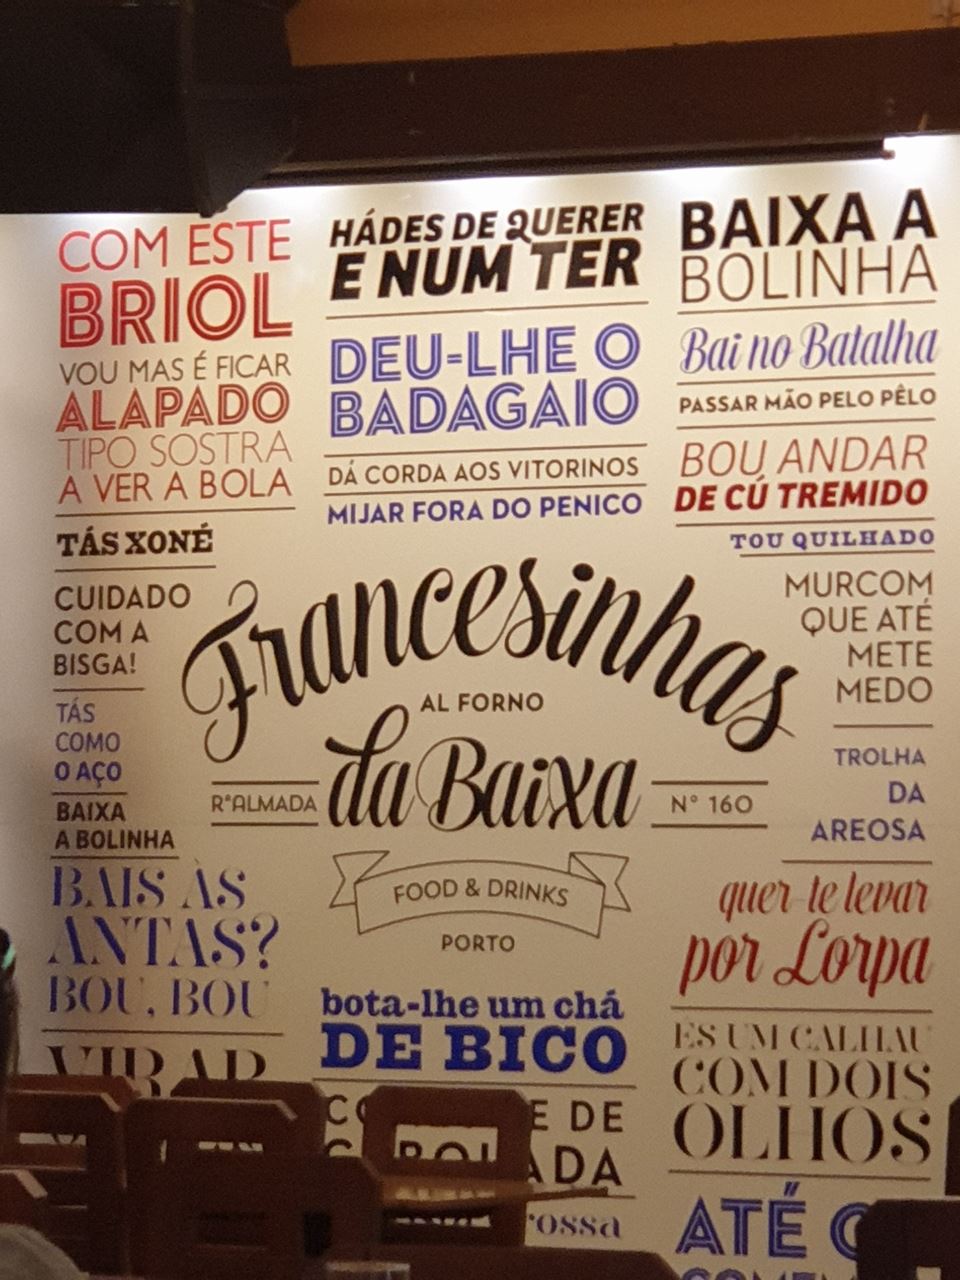 COM ESTE
BRIOL
VOU MAS É FICAR
ALAPADO
TIPO SOSTRA
A VER A BOLA
TÁS XONÉ
CUIDADO
COM A
BISGA!
TÁS
COMO
O AÇO
BAIXA
A BOLINHA
BAIS ÀS
ANTAS?
BOU, BOU
VIRAR
HÁDES DE QUERER
E NUM TER
DEU-LHE O
BADAGAIO
DÁ CORDA AOS VITORINOS
MIJAR FORA DO PENICO
Francesinhas
AL FORNO
da Baixa
Rª ALMADA
Nº 160
FOOD & DRINKS
PORTO
bota-lhe um chá
DE BICO
DE
BAIXA A
BOLINHA
Bai no Batalha
PASSAR MÃO PELO PÊLO
BOU ANDAR
DE CÚ TREMIDO
TOU QUILHADO
MURCOM
QUE ATÉ
METE
MEDO
TROLHA
DA
AREOSA
quer-te levar
por Lorpa
ES UM CALHAU
COM DOIS
OLHOS
ATÉ